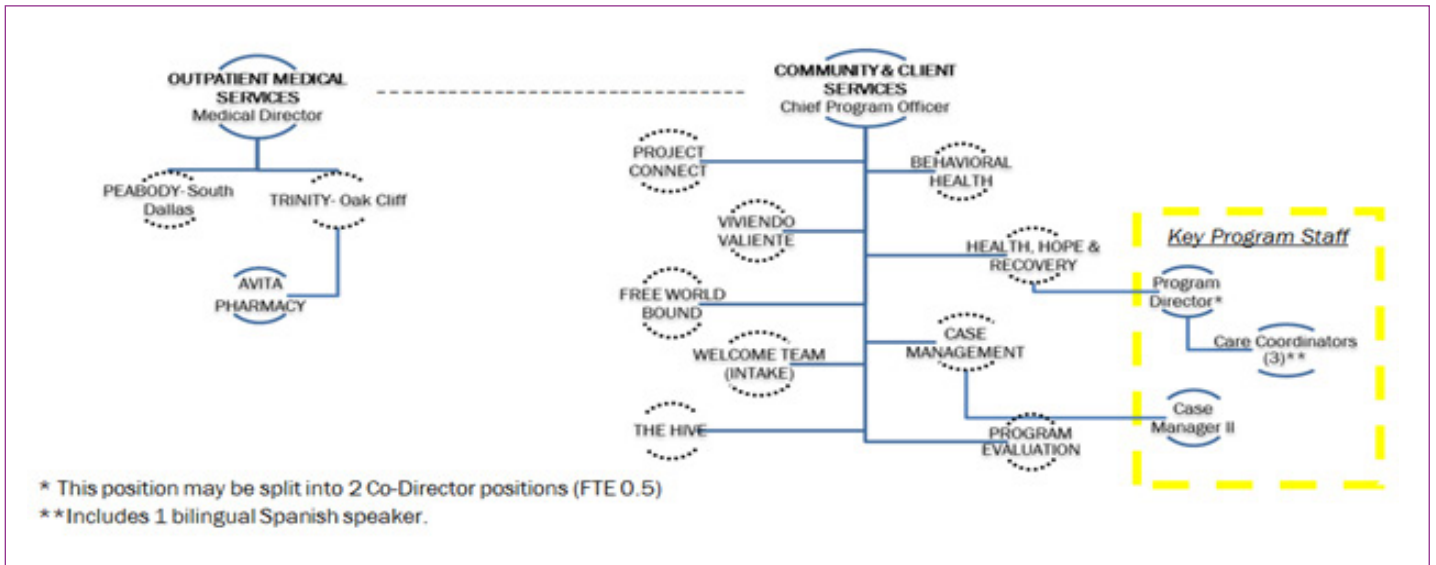 OUTPATIENT MEDICAL
SERVICES
Medical Director
PEABODY- South
Dallas
TRINITY- Oak Cliff
AVITA
PHARMACY
COMMUNITY & CLIENT
SERVICES
Chief Program Officer
PROJECT
CONNECT
BEHAVIORAL
HEALTH
VIVIENDO
VALIENTE
HEALTH, HOPE &
RECOVERY
FREE WORLD
BOUND
CASE
MANAGEMENT
WELCOME TEAM
(INTAKE)
THE HIVE
PROGRAM
EVALUATION
Key Program Staff
Program
Director*
Care Coordinators
(3)**
Case
Manager II
* This position may be split into 2 Co-Director positions (FTE 0.5)
**Includes 1 bilingual Spanish speaker.